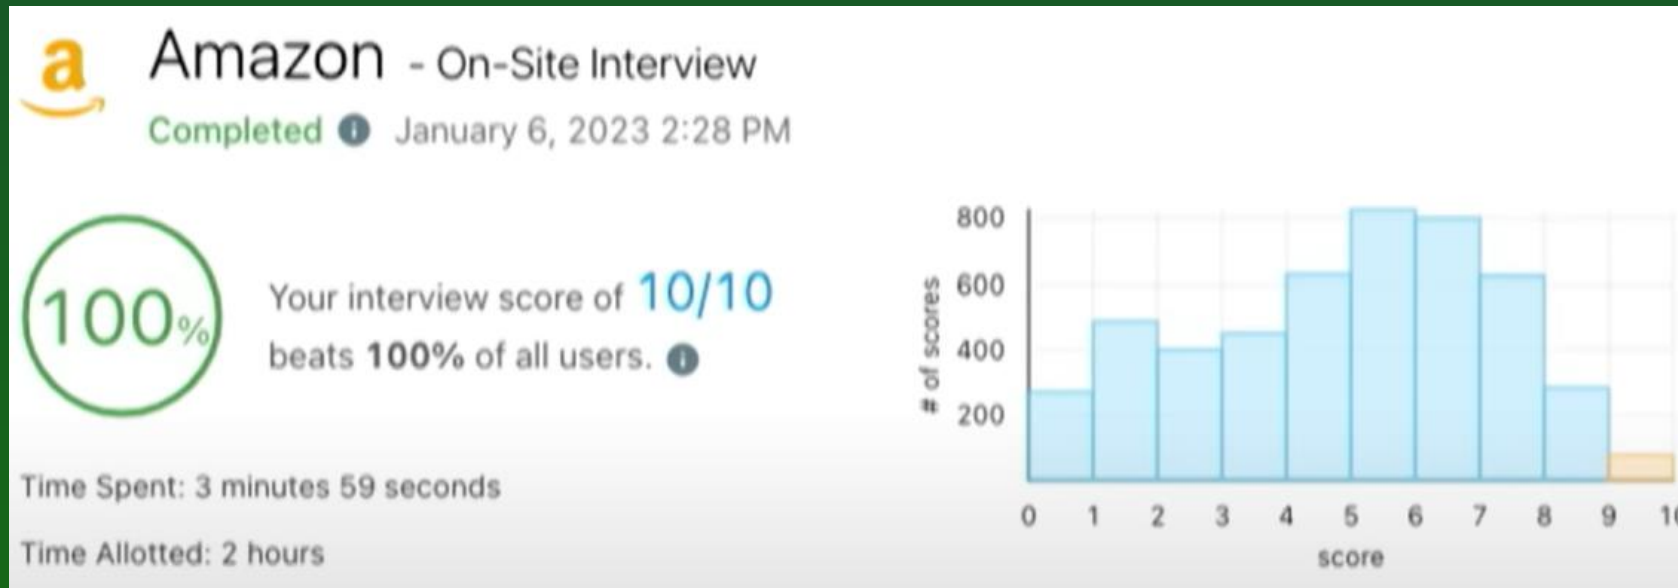 a
Amazon - On-Site Interview
Completed i January 6, 2023 2:28 PM
100%
Your interview score of 10/10
beats 100% of all users. i
Time Spent: 3 minutes 59 seconds
Time Allotted: 2 hours
# of scores
800
600
400
200
0 1 2 3 4 5 6 7 8 9
score